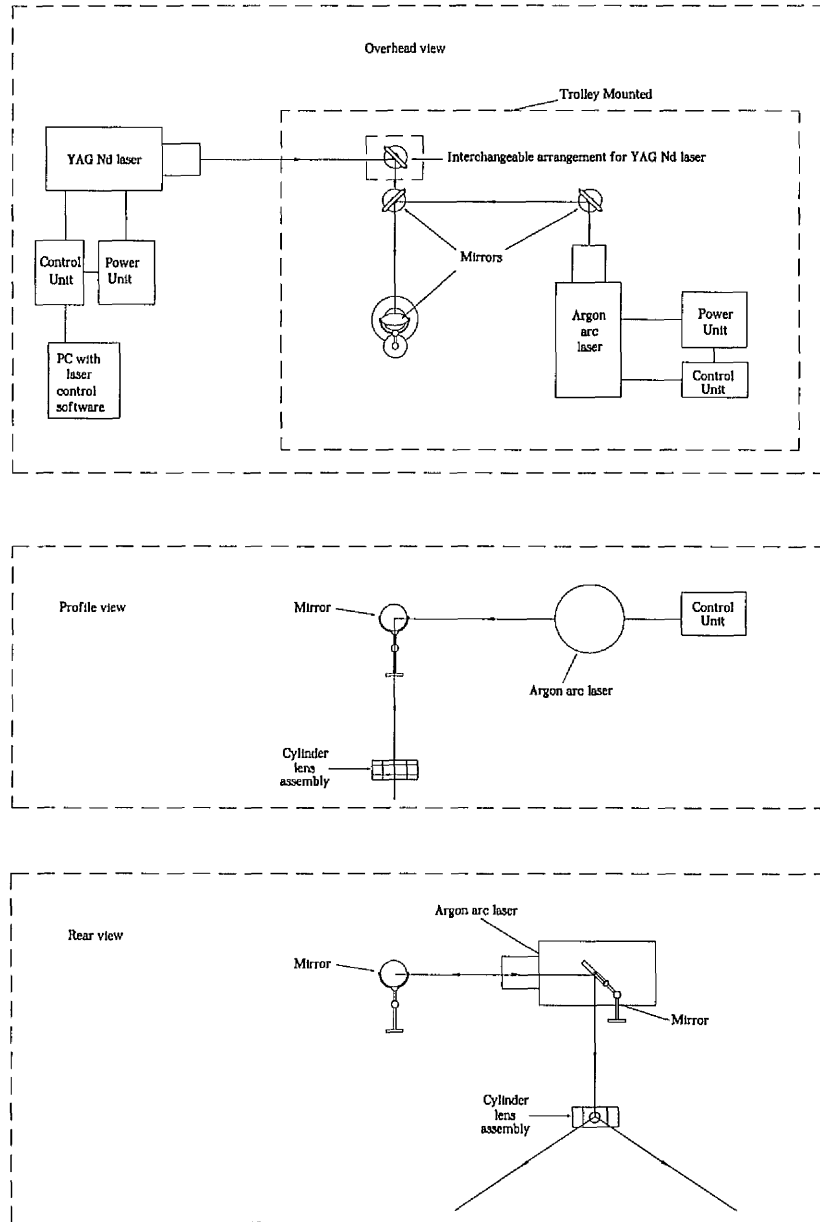 Overhead view
Trolley Mounted
YAG Nd laser
Interchangeable arrangement for YAG Nd laser
Mirrors
Control
Unit
Power
Unit
PC with
laser
control
software
Argon
arc
laser
Power
Unit
Control
Unit
Profile view
Mirror
Control
Unit
Argon arc laser
Cylinder
lens
assembly
Rear view
Argon arc laser
Mirror
Mirror
Cylinder
lens
assembly